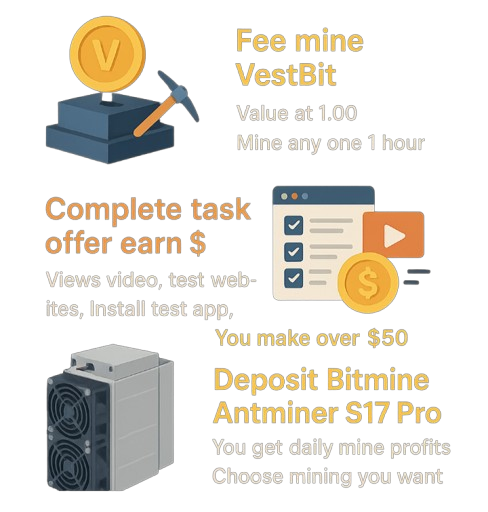 V
Fee mine
VestBit
Value at 1.00
Mine any one 1 hour
Complete task
offer earn $
Views video, test web-
ites, Install test app,
$
You make over $50
Deposit Bitmine
Antminer S17 Pro
You get daily mine profits
Choose mining you want